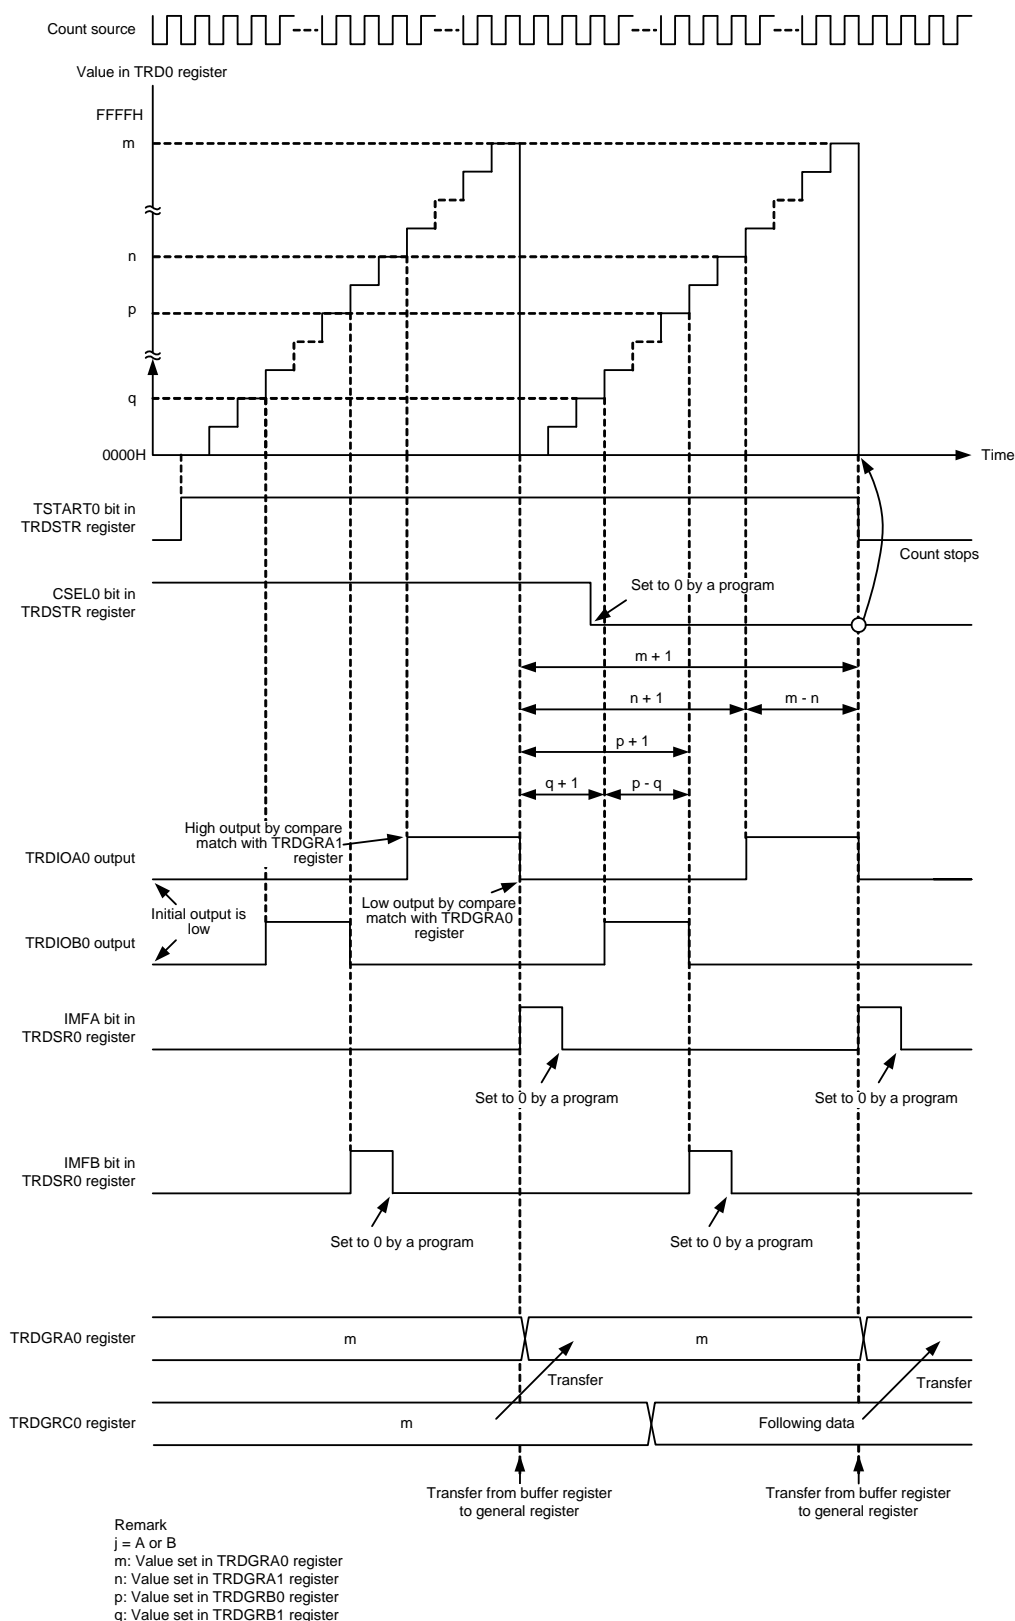 Count source
Value in TRD0 register
FFFFH
m
n
p
q
0000H
Time
TSTART0 bit in
TRDSTR register
Count stops
CSEL0 bit in
TRDSTR register
Set to 0 by a program
m + 1
n + 1
m - n
p + 1
q + 1
p - q
High output by compare
match with TRDGRA1
register
TRDIOA0 output
Low output by compare
match with TRDGRA0
register
Initial output is
low
TRDIOB0 output
IMFA bit in
TRDSR0 register
Set to 0 by a program
Set to 0 by a program
IMFB bit in
TRDSR0 register
Set to 0 by a program
Set to 0 by a program
TRDGRA0 register
m
m
Transfer
Transfer
TRDGRC0 register
m
Following data
Transfer from buffer register
to general register
Transfer from buffer register
to general register
Remark
j = A or B
m: Value set in TRDGRA0 register
n: Value set in TRDGRA1 register
p: Value set in TRDGRB0 register
q: Value set in TRDGRB1 register